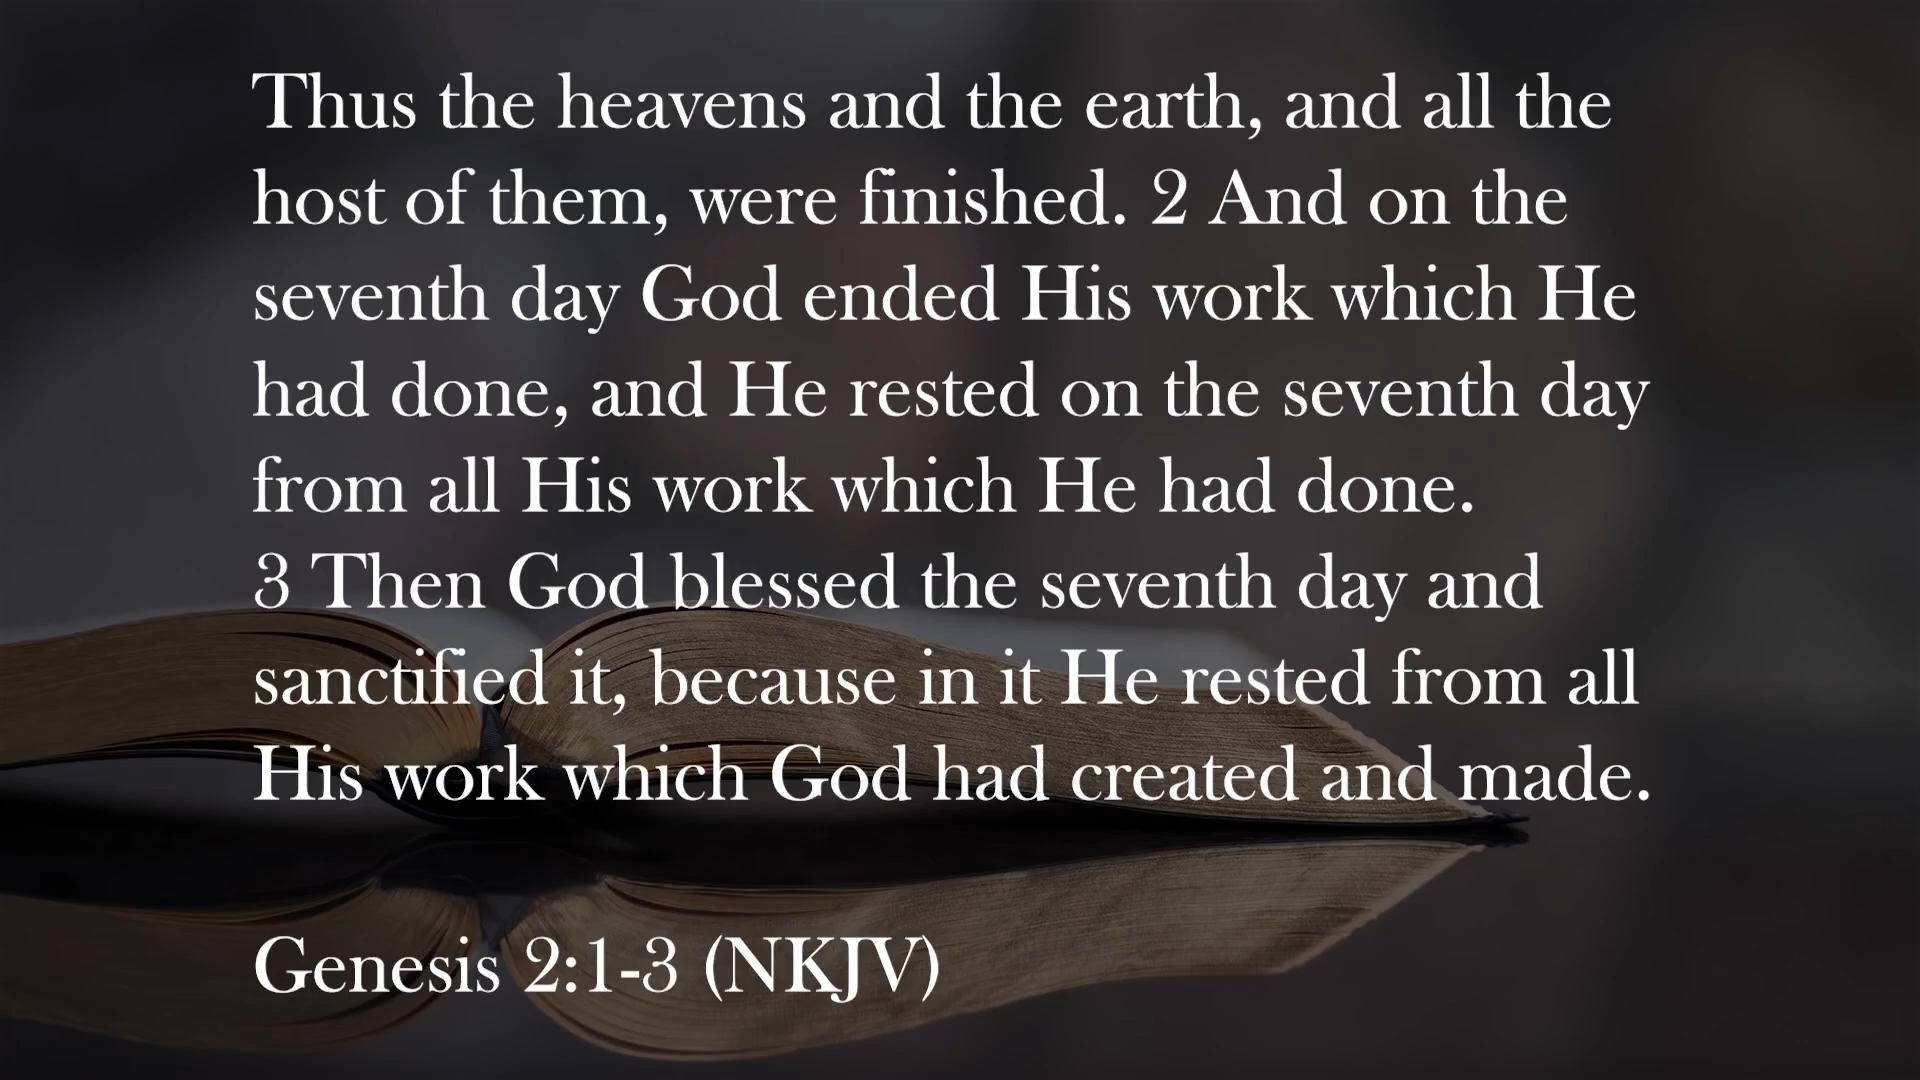 Thus the heavens and the earth, and all the
host of them, were finished. 2 And on the
seventh day God ended His work which He
had done, and He rested on the seventh day
from all His work which He had done.
3 Then God blessed the seventh day and
sanctified it, because in it He rested from all
His work which God had created and made.
Genesis 2:1-3 (NKJV)